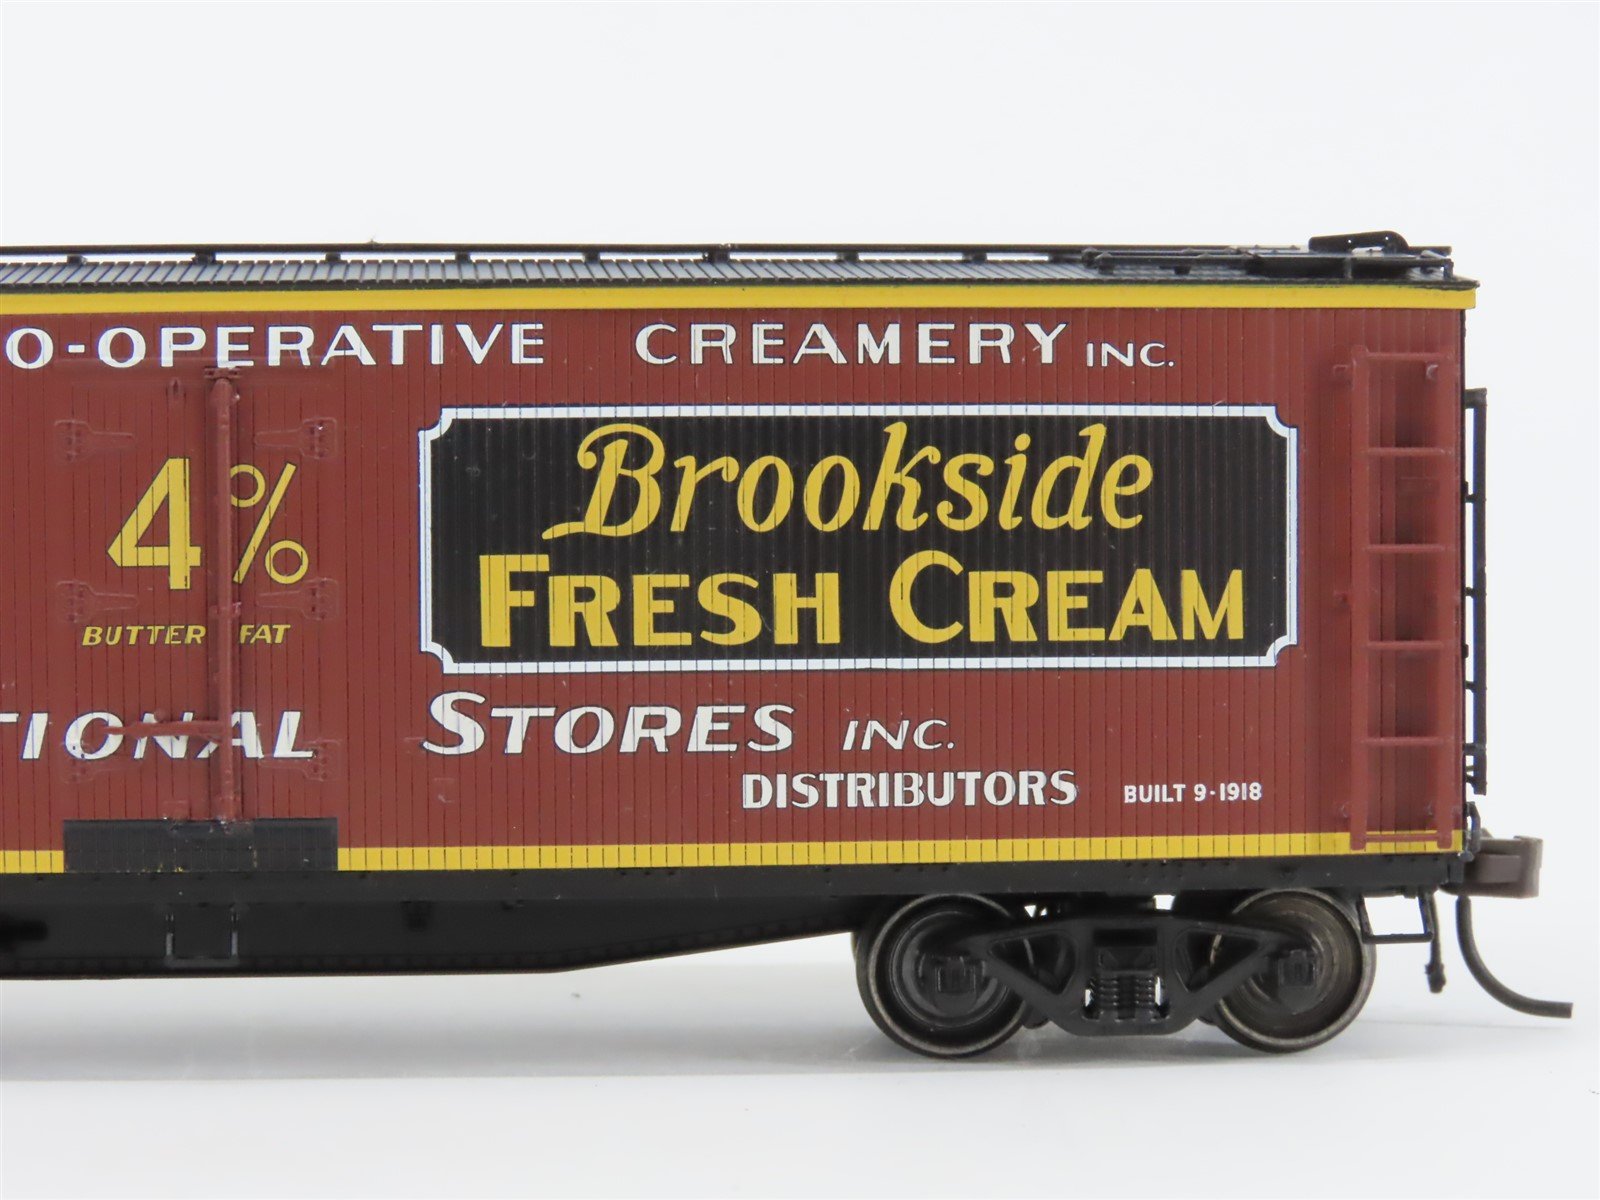 O-OPERATIVE CREAMERY INC.
Brookside
FRESH CREAM
4%
BUTTER FAT
TIONAL STORES INC.
DISTRIBUTORS
BUILT 9-1918